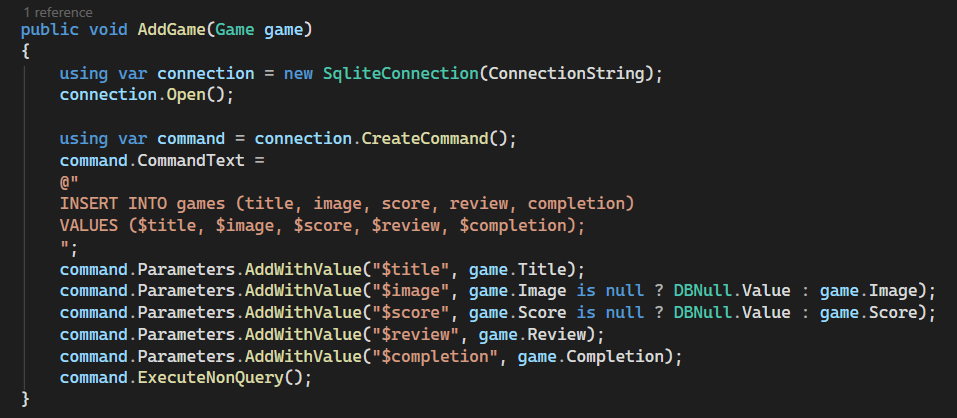 1 reference
public void AddGame(Game game)
{
using var connection = new SqliteConnection(ConnectionString);
connection.Open();
using var command = connection.CreateCommand();
command.CommandText =
@"
INSERT INTO games (title, image, score, review, completion)
VALUES ($title, $image, $score, $review, $completion);
";
command.Parameters.AddWithValue("$title", game.Title);
command.Parameters.AddWithValue("$image", game.Image is null ? DBNull.Value : game.Image);
command.Parameters.AddWithValue("$score", game.Score is null ? DBNull.Value : game.Score);
command.Parameters.AddWithValue("$review", game.Review);
command.Parameters.AddWithValue("$completion", game.Completion);
command.ExecuteNonQuery();
}